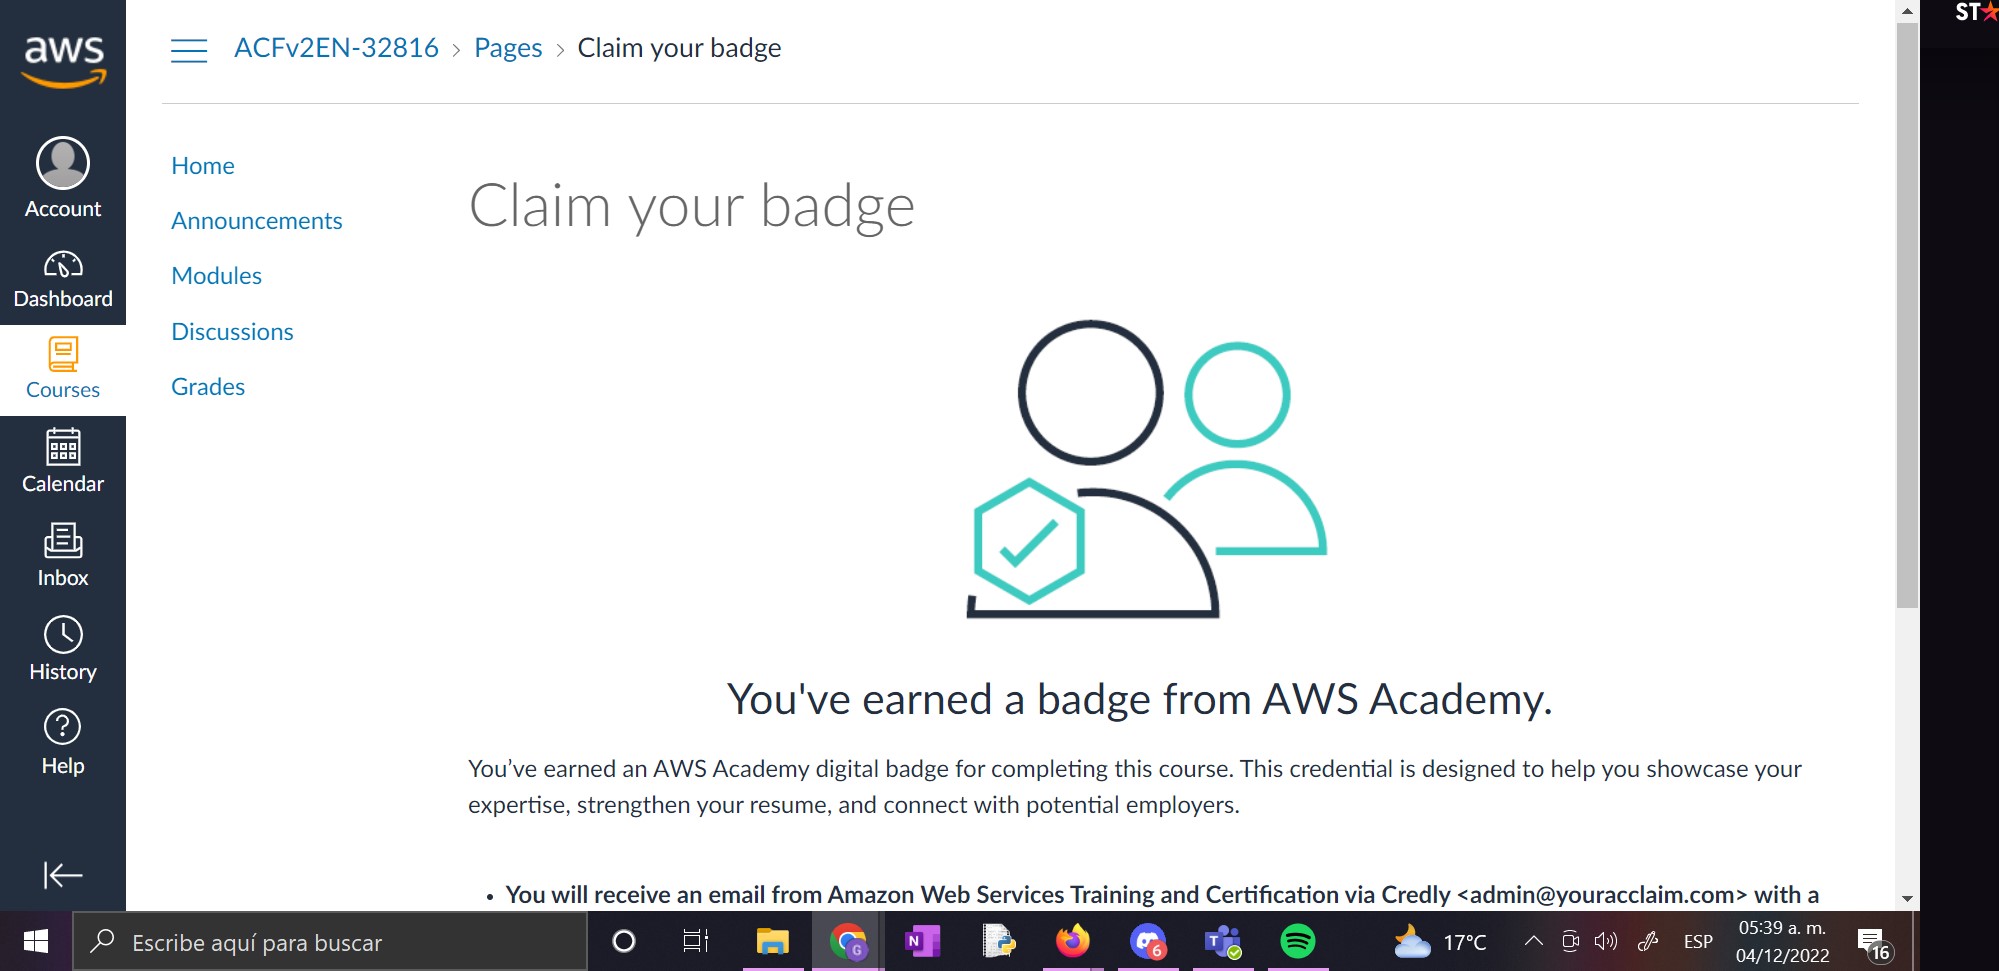 aws
ACFv2EN-32816 > Pages > Claim your badge
ST
Account
Dashboard
Courses
Calendar
Inbox
History
Help
Home
Announcements
Modules
Discussions
Grades
Claim your badge
You've earned a badge from AWS Academy.
You’ve earned an AWS Academy digital badge for completing this course. This credential is designed to help you showcase your
expertise, strengthen your resume, and connect with potential employers.
• You will receive an email from Amazon Web Services Training and Certification via Credly <admin@youracclaim.com> with a
Escribe aquí para buscar
G
N
6
T
17°C
ESP
05:39 a. m.
04/12/2022
16